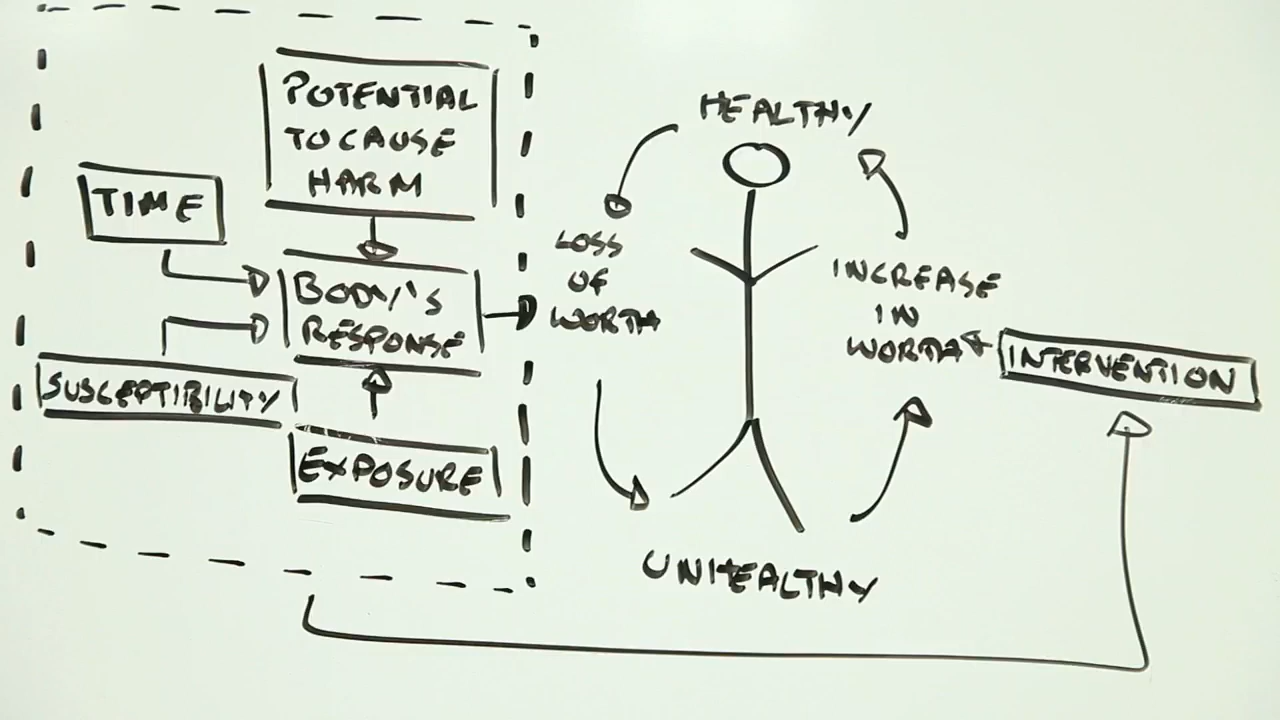 POTENTIAL
TO CAUSE
HARM
TIME
BODY'S
RESPONSE
SUSCEPTIBILITY
EXPOSURE
HEALTHY
LOSS
OF
WORTH
INCREASE
IN
WORTH
INTERVENTION
UNHEALTHY